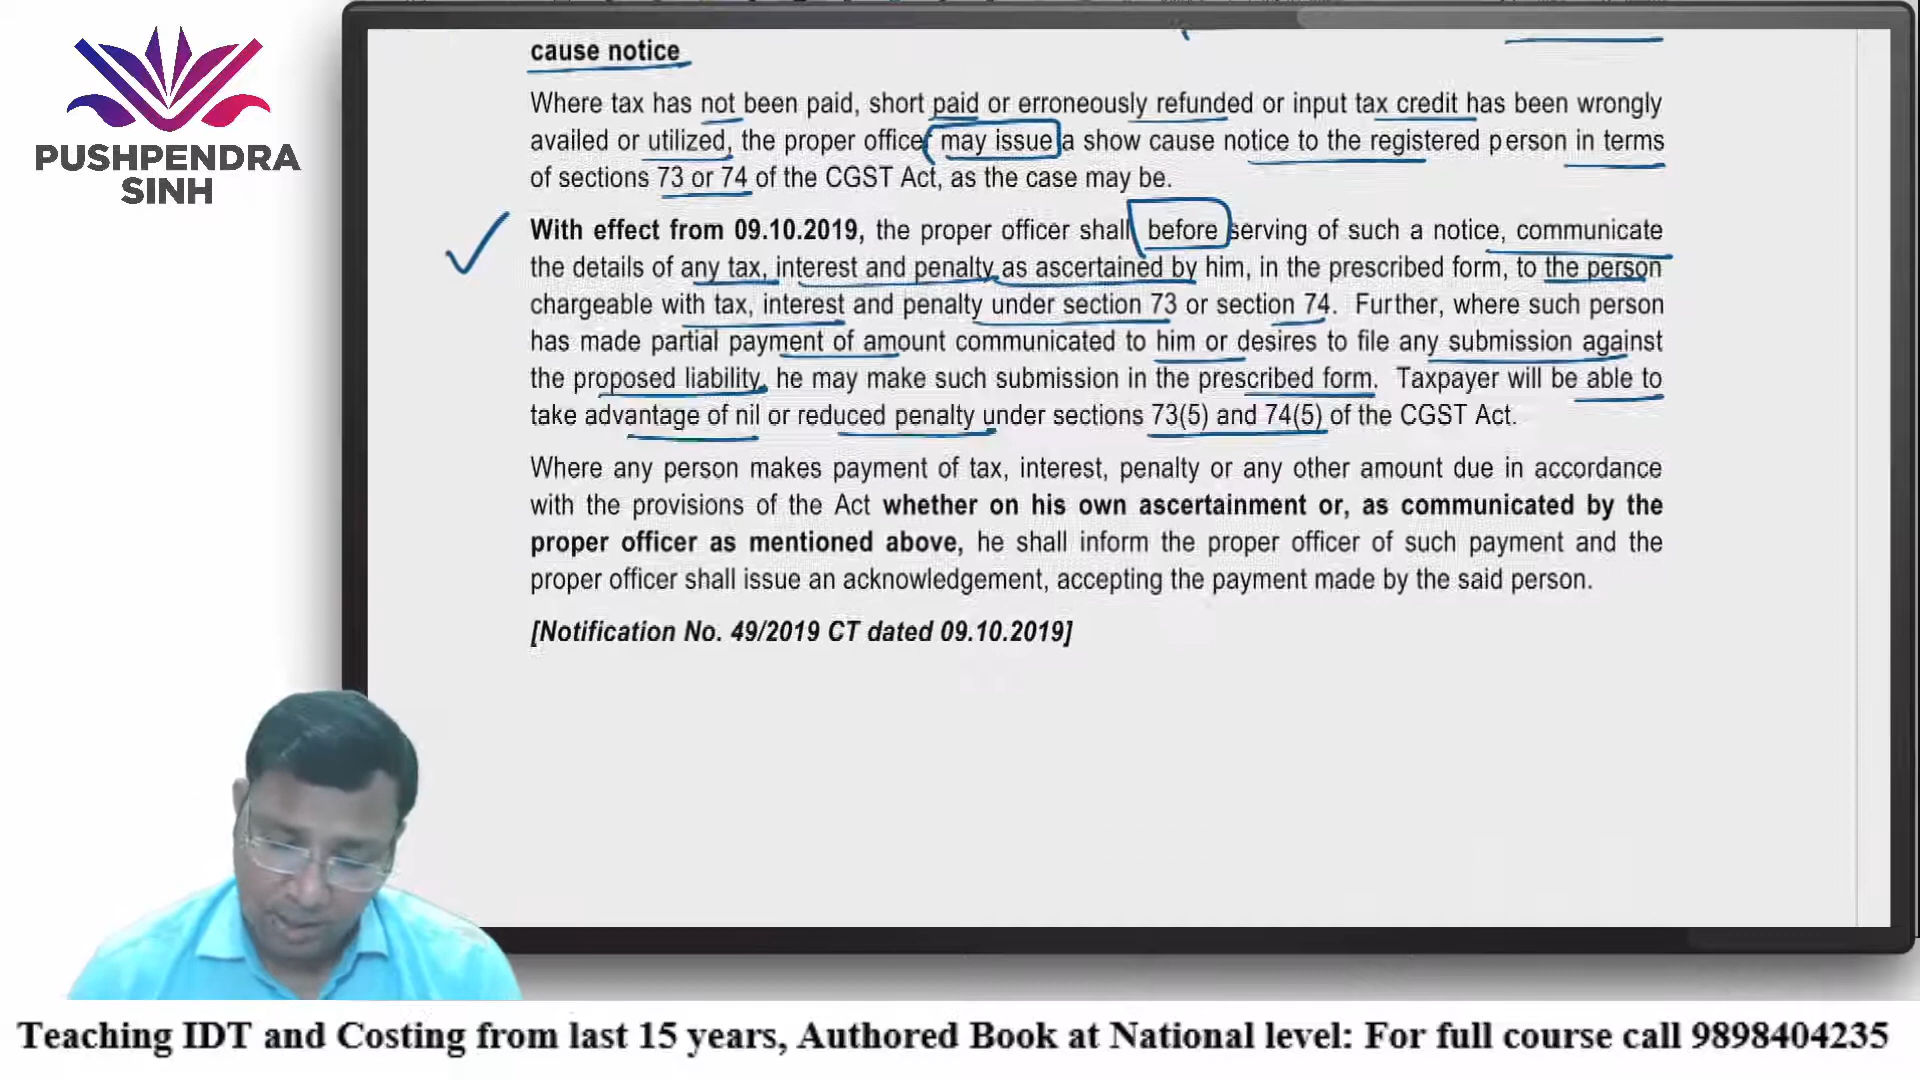 PUSHPENDRA
SINH
cause notice
Where tax has not been paid, short paid or erroneously refunded or input tax credit has been wrongly
availed or utilized, the proper officer may issue a show cause notice to the registered person in terms
of sections 73 or 74 of the CGST Act, as the case may be.
With effect from 09.10.2019, the proper officer shall before serving of such a notice, communicate
the details of any tax, interest and penalty as ascertained by him, in the prescribed form, to the person
chargeable with tax, interest and penalty under section 73 or section 74. Further, where such person
has made partial payment of amount communicated to him or desires to file any submission against
the proposed liability, he may make such submission in the prescribed form. Taxpayer will be able to
take advantage of nil or reduced penalty under sections 73(5) and 74(5) of the CGST Act.
Where any person makes payment of tax, interest, penalty or any other amount due in accordance
with the provisions of the Act whether on his own ascertainment or, as communicated by the
proper officer as mentioned above, he shall inform the proper officer of such payment and the
proper officer shall issue an acknowledgement, accepting the payment made by the said person.
[Notification No. 49/2019 CT dated 09.10.2019]
Teaching IDT and Costing from last 15 years, Authored Book at National level: For full course call 9898404235